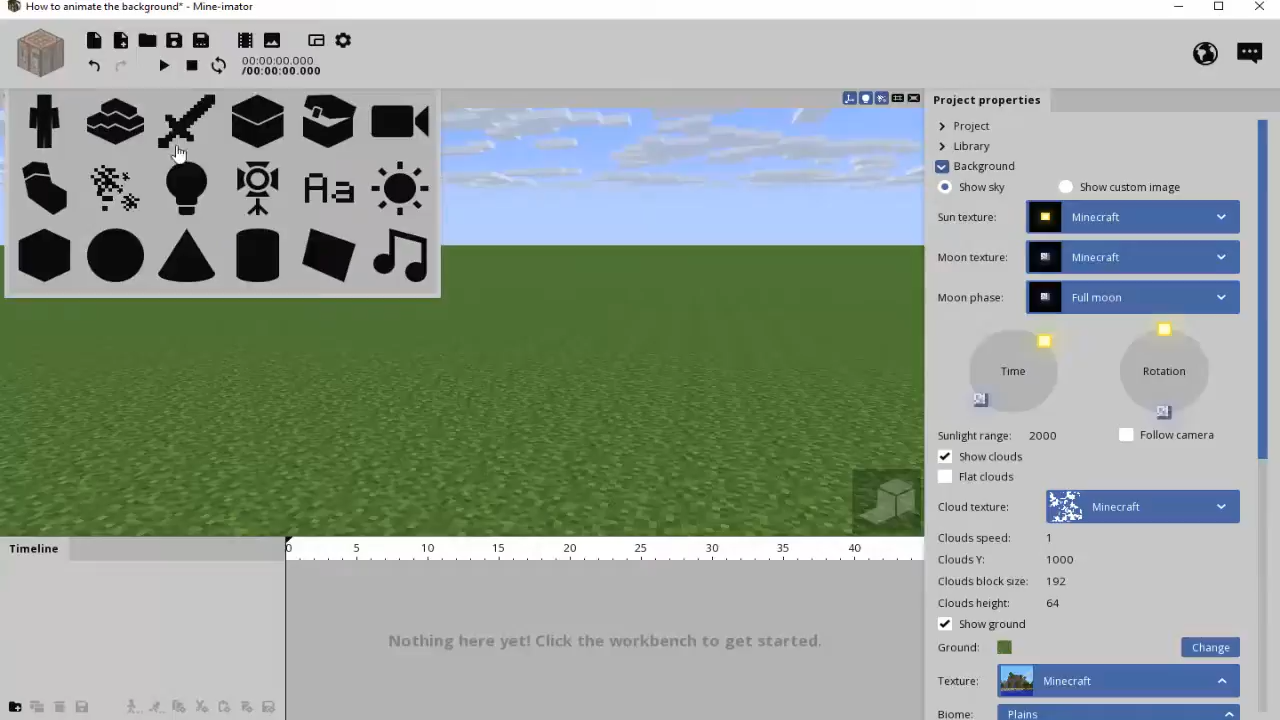 How to animate the background* - Mine-imator
00:00:00.000
/00:00:00.000
Aa
Project properties
Project
Library
Background
Show sky
Show custom image
Sun texture:
Minecraft
Moon texture:
Minecraft
Moon phase:
Full moon
Time
Rotation
Sunlight range: 2000
Follow camera
Show clouds
Flat clouds
Cloud texture:
Minecraft
Clouds speed: 1
Clouds Y: 1000
Clouds block size: 192
Clouds height: 64
Show ground
Ground:
Change
Texture:
Minecraft
Biome:
Plains
Timeline
0 5 10 15 20 25 30 35 40
Nothing here yet! Click the workbench to get started.